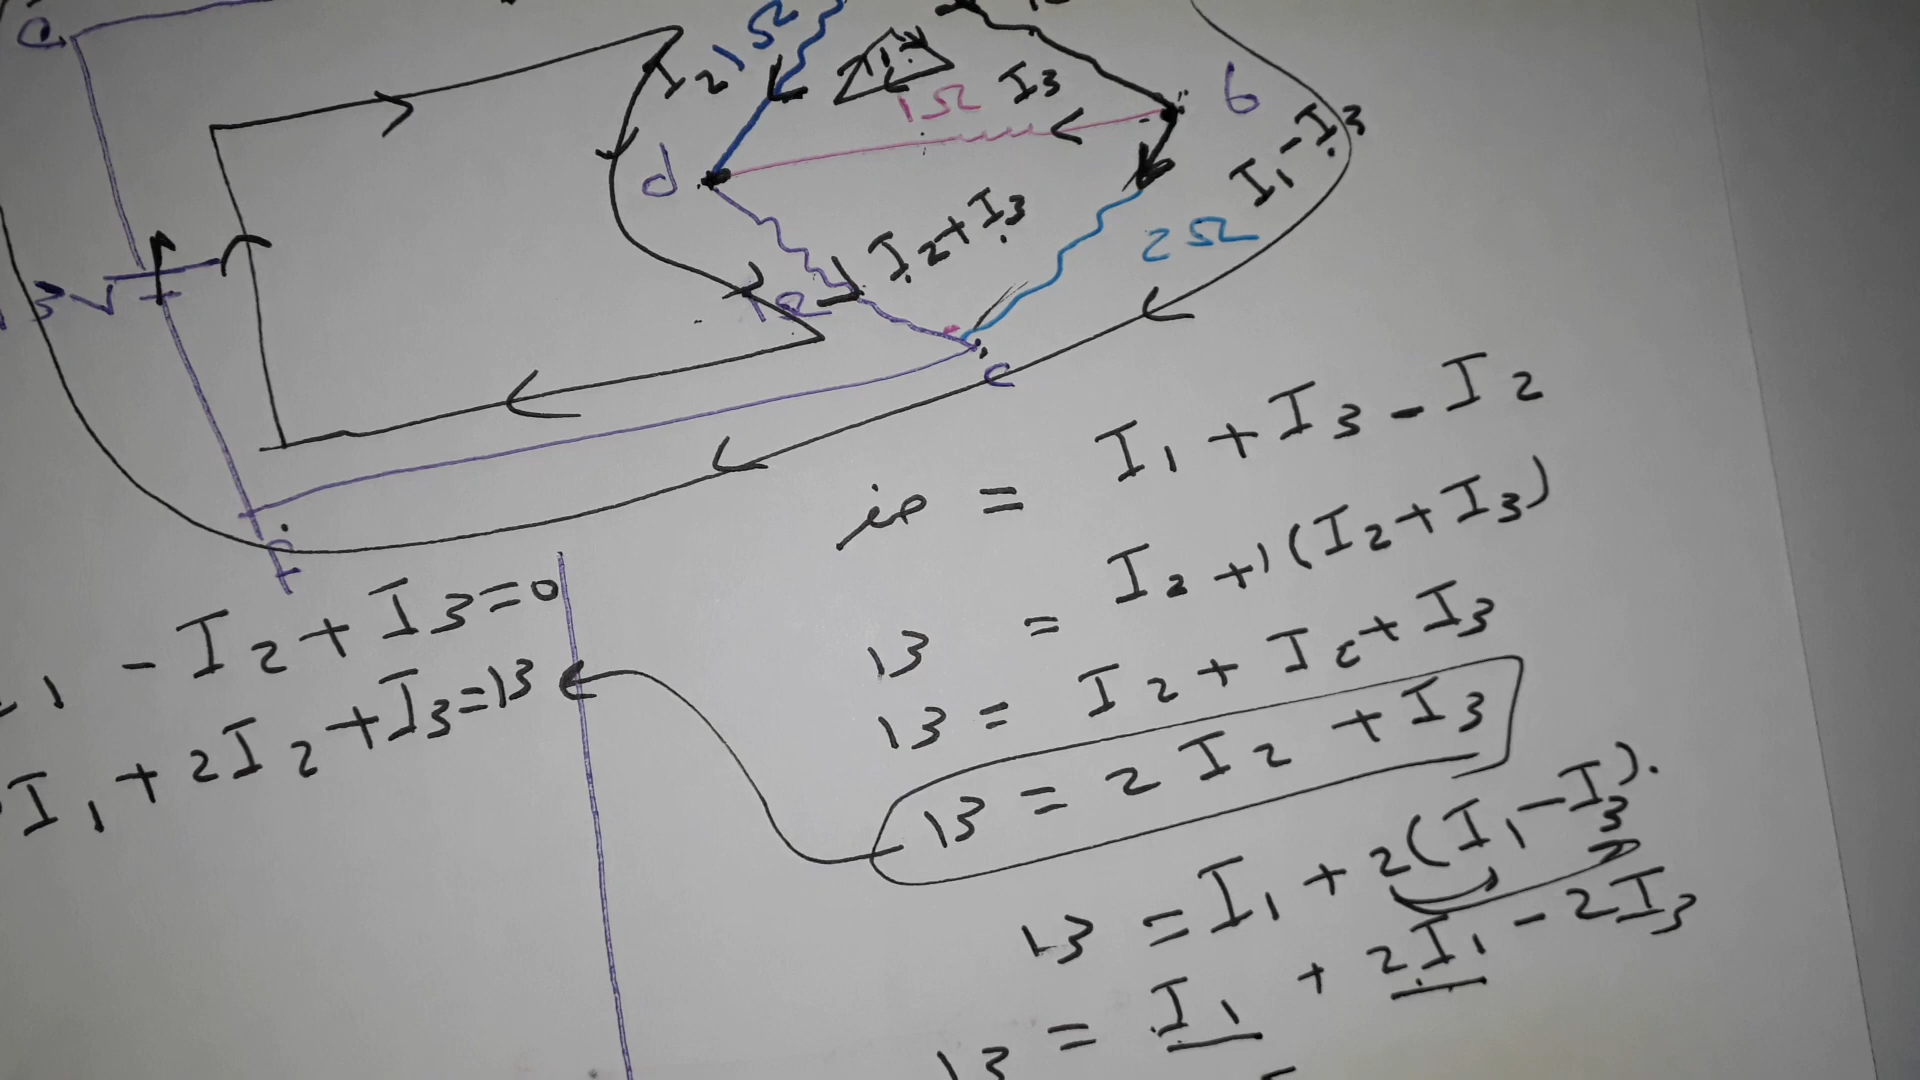 e
I2 1Ω
I1
1Ω I3
b
d
I1-I3
I2+I3
2Ω
13V
1Ω
c
f
صفر = I1 + I3 - I2
13 = I2 + 1(I2+I3)
13 = I2 + I2 + I3
13 = 2I2 + I3
13 = I1 + 2(I1-I3).
13 = I1 + 2I1 - 2I3
I1 - I2 + I3 = 0
I1 + 2I2 + I3 = 13